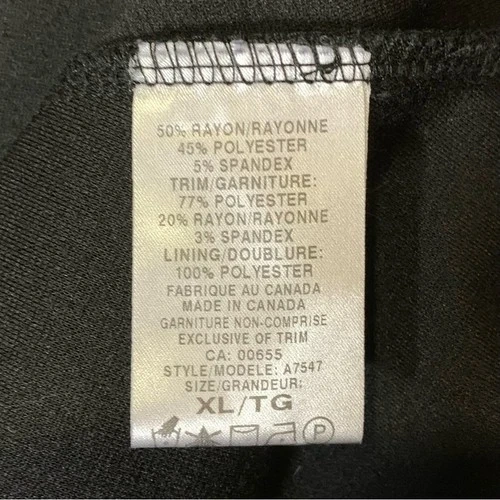 50% RAYON/RAYONNE
45% POLYESTER
5% SPANDEX
TRIM/GARNITURE:
77% POLYESTER
20% RAYON/RAYONNE
3% SPANDEX
LINING/DOUBLURE:
100% POLYESTER
FABRIQUE AU CANADA
MADE IN CANADA
GARNITURE NON-COMPRISE
EXCLUSIVE OF TRIM
CA: 00655
STYLE/MODELE: A7547
SIZE/GRANDEUR:
XL/TG
P